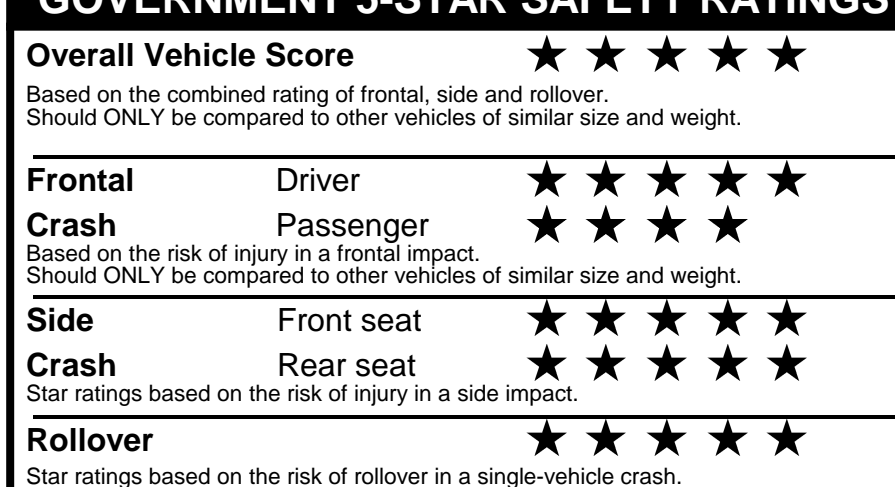 GOVERNMENT 5-STAR SAFETY RATINGS
Overall Vehicle Score ★ ★ ★ ★ ★
Based on the combined rating of frontal, side and rollover.
Should ONLY be compared to other vehicles of similar size and weight.
Frontal Driver ★ ★ ★ ★ ★
Crash Passenger ★ ★ ★ ★
Based on the risk of injury in a frontal impact.
Should ONLY be compared to other vehicles of similar size and weight.
Side Front seat ★ ★ ★ ★ ★
Crash Rear seat ★ ★ ★ ★ ★
Star ratings based on the risk of injury in a side impact.
Rollover ★ ★ ★ ★ ★
Star ratings based on the risk of rollover in a single-vehicle crash.